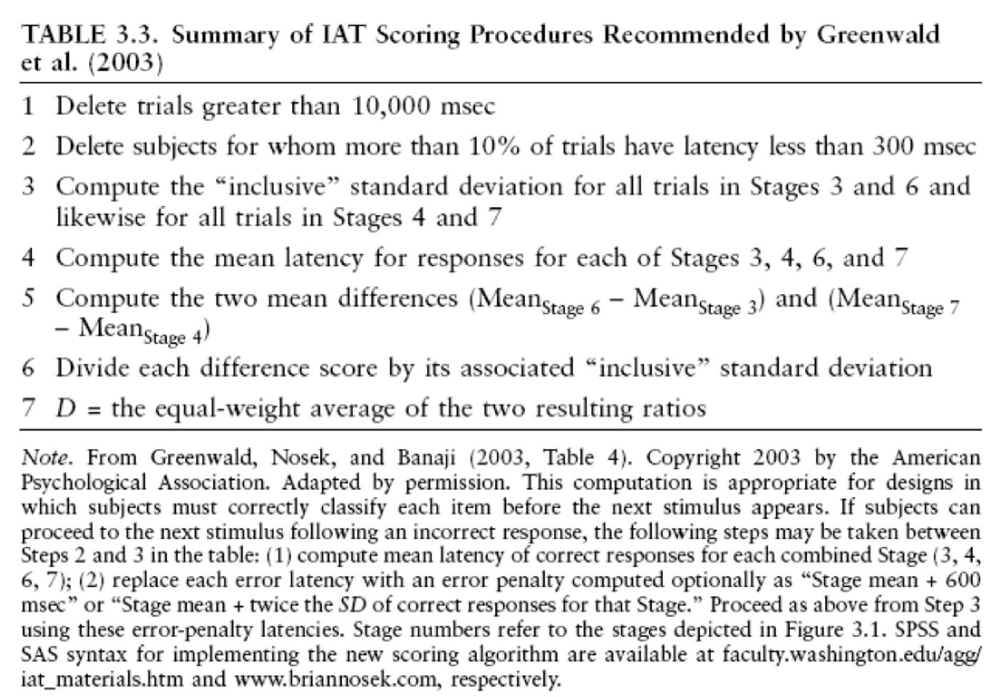 TABLE 3.3. Summary of IAT Scoring Procedures Recommended by Greenwald
et al. (2003)
1 Delete trials greater than 10,000 msec
2 Delete subjects for whom more than 10% of trials have latency less than 300 msec
3 Compute the “inclusive” standard deviation for all trials in Stages 3 and 6 and
likewise for all trials in Stages 4 and 7
4 Compute the mean latency for responses for each of Stages 3, 4, 6, and 7
5 Compute the two mean differences (Mean Stage 6 – Mean Stage 3) and (Mean Stage 7
– Mean Stage 4)
6 Divide each difference score by its associated “inclusive” standard deviation
7 D = the equal-weight average of the two resulting ratios
Note. From Greenwald, Nosek, and Banaji (2003, Table 4). Copyright 2003 by the American
Psychological Association. Adapted by permission. This computation is appropriate for designs in
which subjects must correctly classify each item before the next stimulus appears. If subjects can
proceed to the next stimulus following an incorrect response, the following steps may be taken between
Steps 2 and 3 in the table: (1) compute mean latency of correct responses for each combined Stage (3, 4,
6, 7); (2) replace each error latency with an error penalty computed optionally as “Stage mean + 600
msec” or “Stage mean + twice the SD of correct responses for that Stage.” Proceed as above from Step 3
using these error-penalty latencies. Stage numbers refer to the stages depicted in Figure 3.1. SPSS and
SAS syntax for implementing the new scoring algorithm are available at faculty.washington.edu/agg/
iat_materials.htm and www.briannosek.com, respectively.